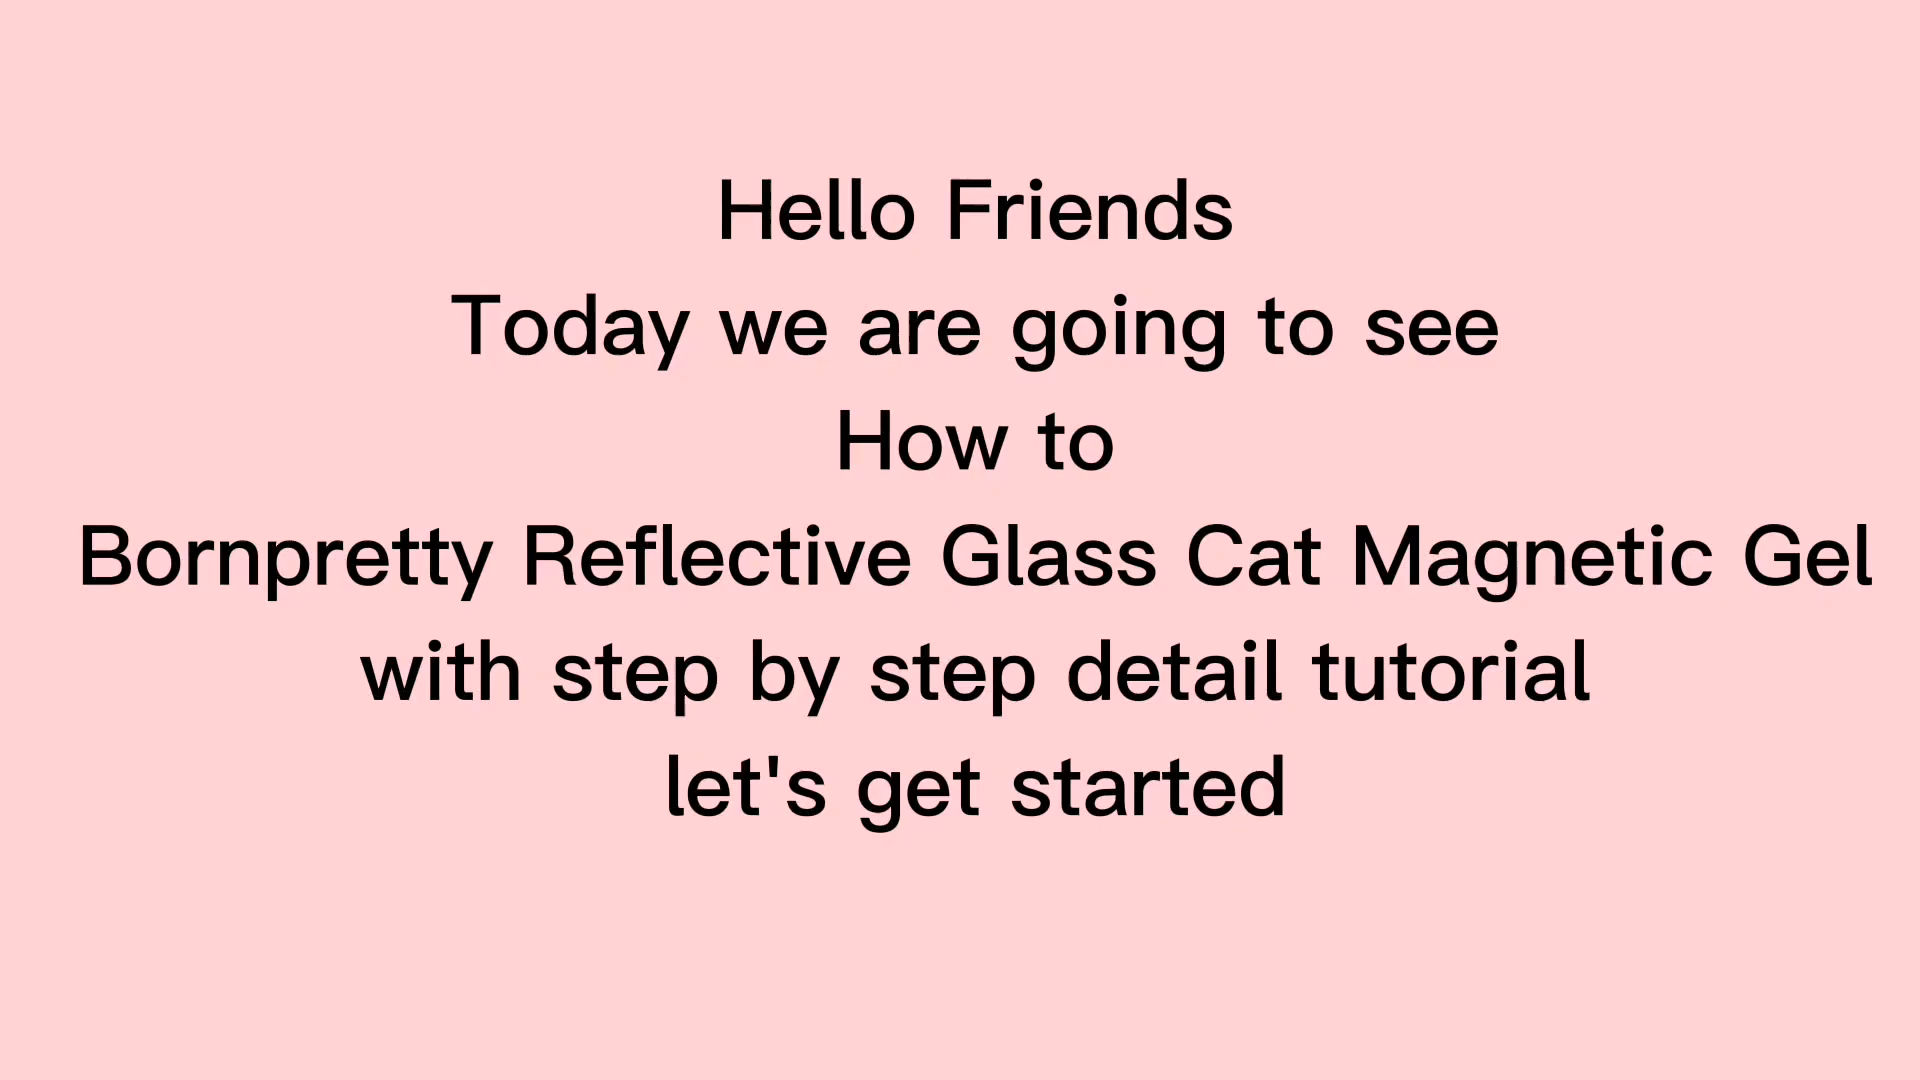 Hello Friends
Today we are going to see
How to
Bornpretty Reflective Glass Cat Magnetic Gel
with step by step detail tutorial
let's get started